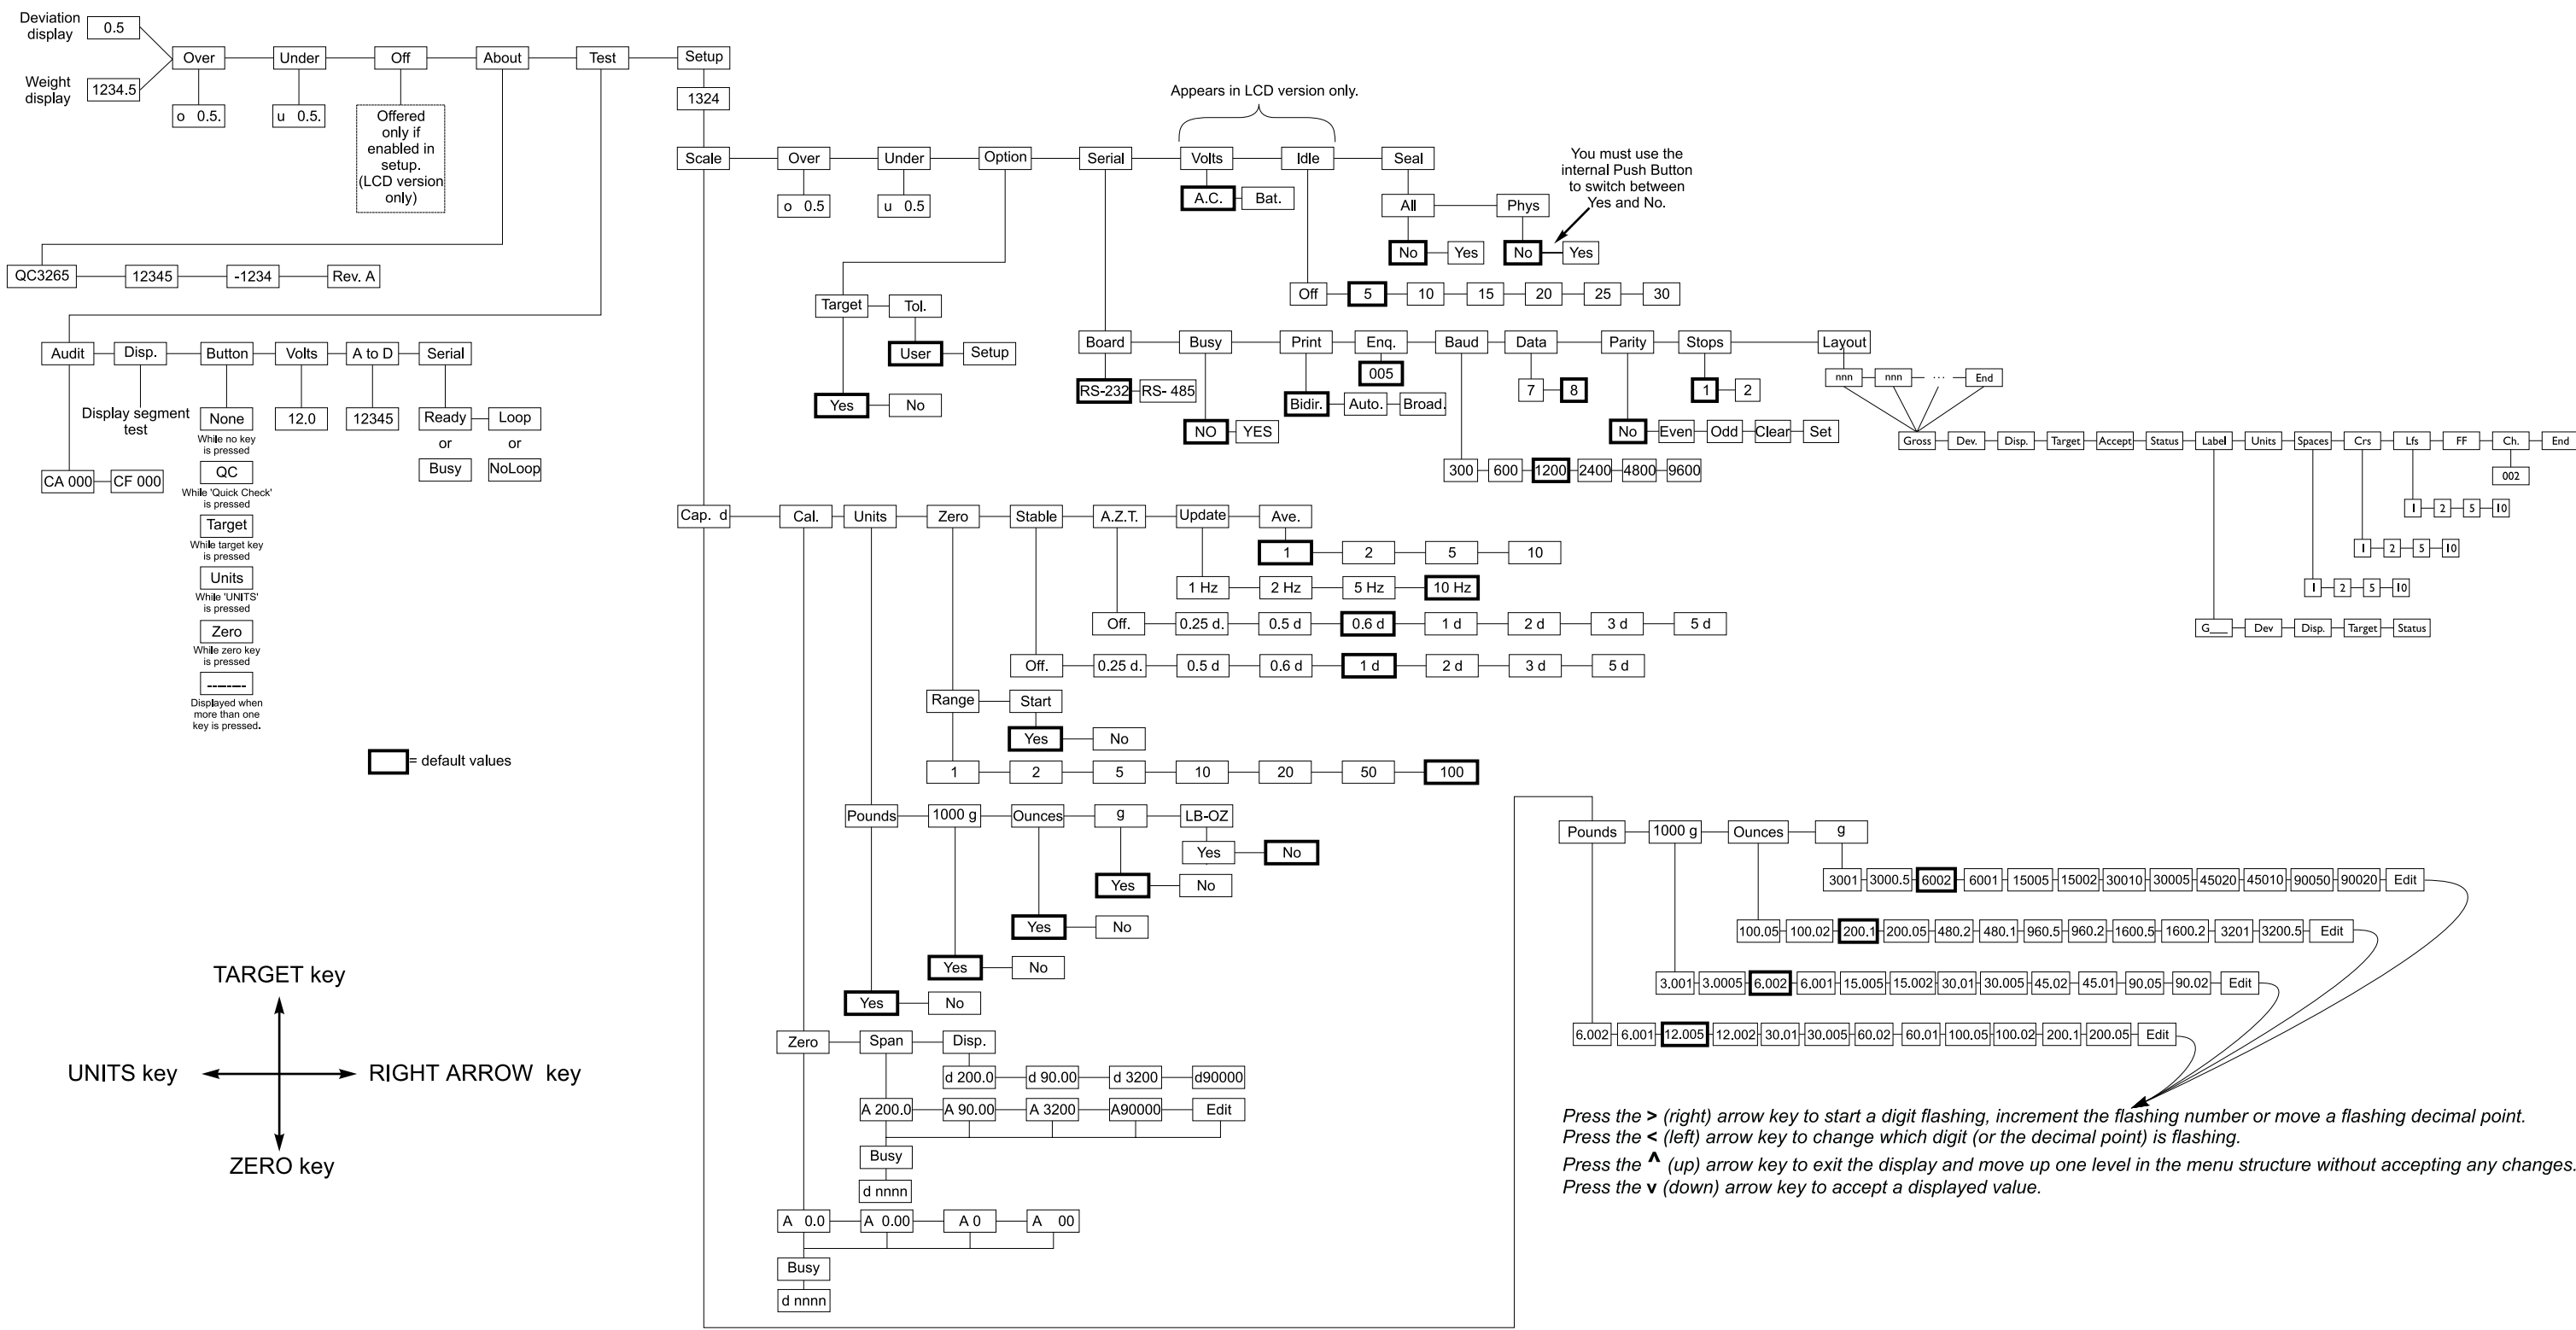 Deviation
display
0.5
Weight
display
1234.5
Over
Under
Off
About
Test
Setup
o 0.5.
u 0.5.
Offered
only if
enabled in
setup.
(LCD version
only)
1324
QC3265
12345
-1234
Rev. A
Audit
Disp.
Button
Volts
A to D
Serial
CA 000
CF 000
Display segment
test
None
While no key
is pressed
QC
While 'Quick Check'
is pressed
Target
While target key
is pressed
Units
While 'UNITS'
is pressed
Zero
While zero key
is pressed
--------
Displayed when
more than one
key is pressed.
12.0
12345
Ready
or
Busy
Loop
or
NoLoop
= default values
TARGET key
UNITS key
RIGHT ARROW key
ZERO key
Appears in LCD version only.
Scale
Over
Under
Option
Serial
Volts
Idle
Seal
o 0.5
u 0.5
A.C.
Bat.
All
Phys
No
Yes
No
Yes
You must use the
internal Push Button
to switch between
Yes and No.
Off
5
10
15
20
25
30
Target
Tol.
User
Setup
Yes
No
Board
Busy
Print
Enq.
Baud
Data
Parity
Stops
Layout
RS-232
RS- 485
NO
YES
Bidir.
Auto.
Broad.
005
300
600
1200
2400
4800
9600
7
8
No
Even
Odd
Clear
Set
1
2
nnn
nnn
...
End
Gross
Dev.
Disp.
Target
Accept
Status
Label
Units
Spaces
Crs
Lfs
FF
Ch.
End
002
1
2
5
10
1
2
5
10
1
2
5
10
G___
Dev
Disp.
Target
Status
Cap. d
Cal.
Units
Zero
Stable
A.Z.T.
Update
Ave.
1
2
5
10
1 Hz
2 Hz
5 Hz
10 Hz
Off.
0.25 d.
0.5 d
0.6 d
1 d
2 d
3 d
5 d
Off.
0.25 d.
0.5 d
0.6 d
1 d
2 d
3 d
5 d
Range
Start
Yes
No
1
2
5
10
20
50
100
Pounds
1000 g
Ounces
g
LB-OZ
Yes
No
Yes
No
Yes
No
Yes
No
Yes
No
Zero
Span
Disp.
d 200.0
d 90.00
d 3200
d90000
A 200.0
A 90.00
A 3200
A90000
Edit
Busy
d nnnn
A 0.0
A 0.00
A 0
A 00
Busy
d nnnn
Pounds
1000 g
Ounces
g
3001
3000.5
6002
6001
15005
15002
30010
30005
45020
45010
90050
90020
Edit
100.05
100.02
200.1
200.05
480.2
480.1
960.5
960.2
1600.5
1600.2
3201
3200.5
Edit
3.001
3.0005
6.002
6.001
15.005
15.002
30.01
30.005
45.02
45.01
90.05
90.02
Edit
6.002
6.001
12.005
12.002
30.01
30.005
60.02
60.01
100.05
100.02
200.1
200.05
Edit
Press the > (right) arrow key to start a digit flashing, increment the flashing number or move a flashing decimal point.
Press the < (left) arrow key to change which digit (or the decimal point) is flashing.
Press the ^ (up) arrow key to exit the display and move up one level in the menu structure without accepting any changes.
Press the v (down) arrow key to accept a displayed value.